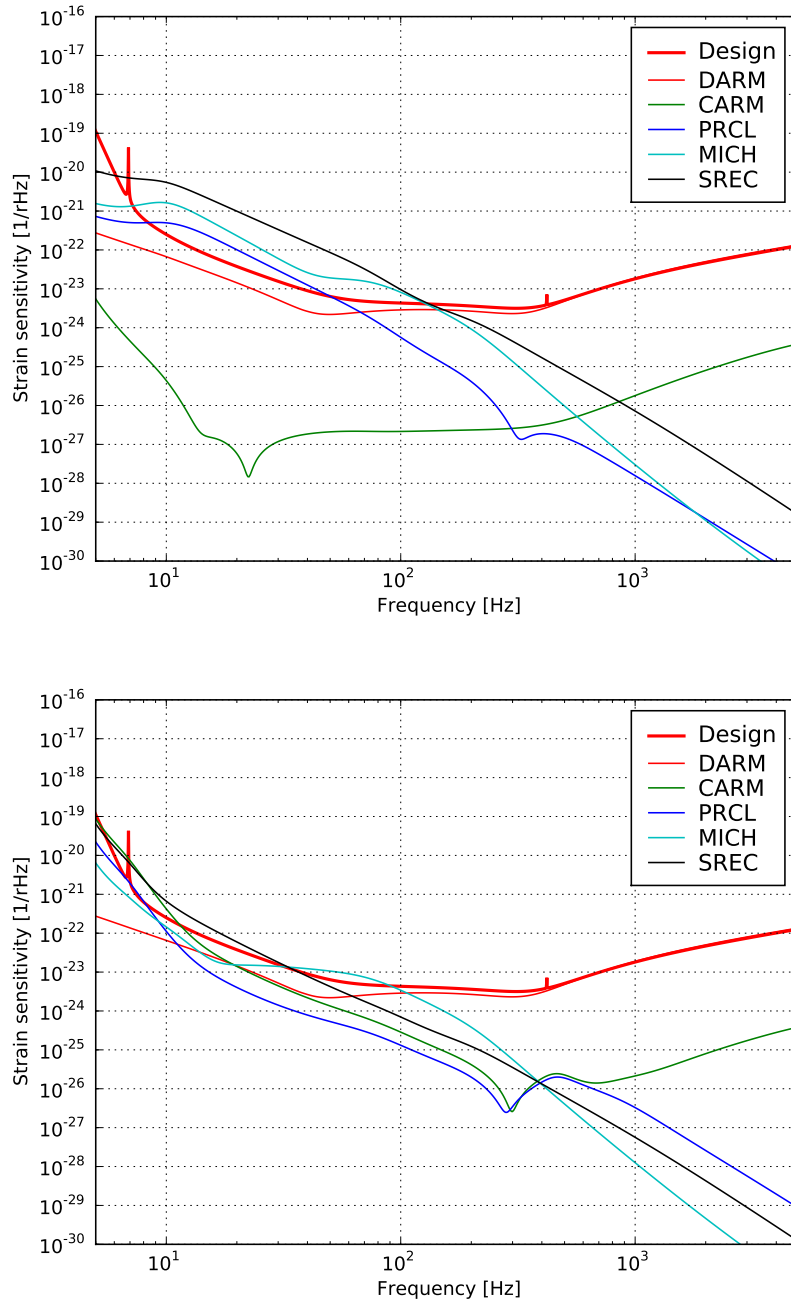 10^-16
10^-17
10^-18
10^-19
10^-20
10^-21
10^-22
10^-23
10^-24
10^-25
10^-26
10^-27
10^-28
10^-29
10^-30
Strain sensitivity [1/rHz]
Design
DARM
CARM
PRCL
MICH
SREC
10^1
10^2
10^3
Frequency [Hz]
10^-16
10^-17
10^-18
10^-19
10^-20
10^-21
10^-22
10^-23
10^-24
10^-25
10^-26
10^-27
10^-28
10^-29
10^-30
Strain sensitivity [1/rHz]
Design
DARM
CARM
PRCL
MICH
SREC
10^1
10^2
10^3
Frequency [Hz]